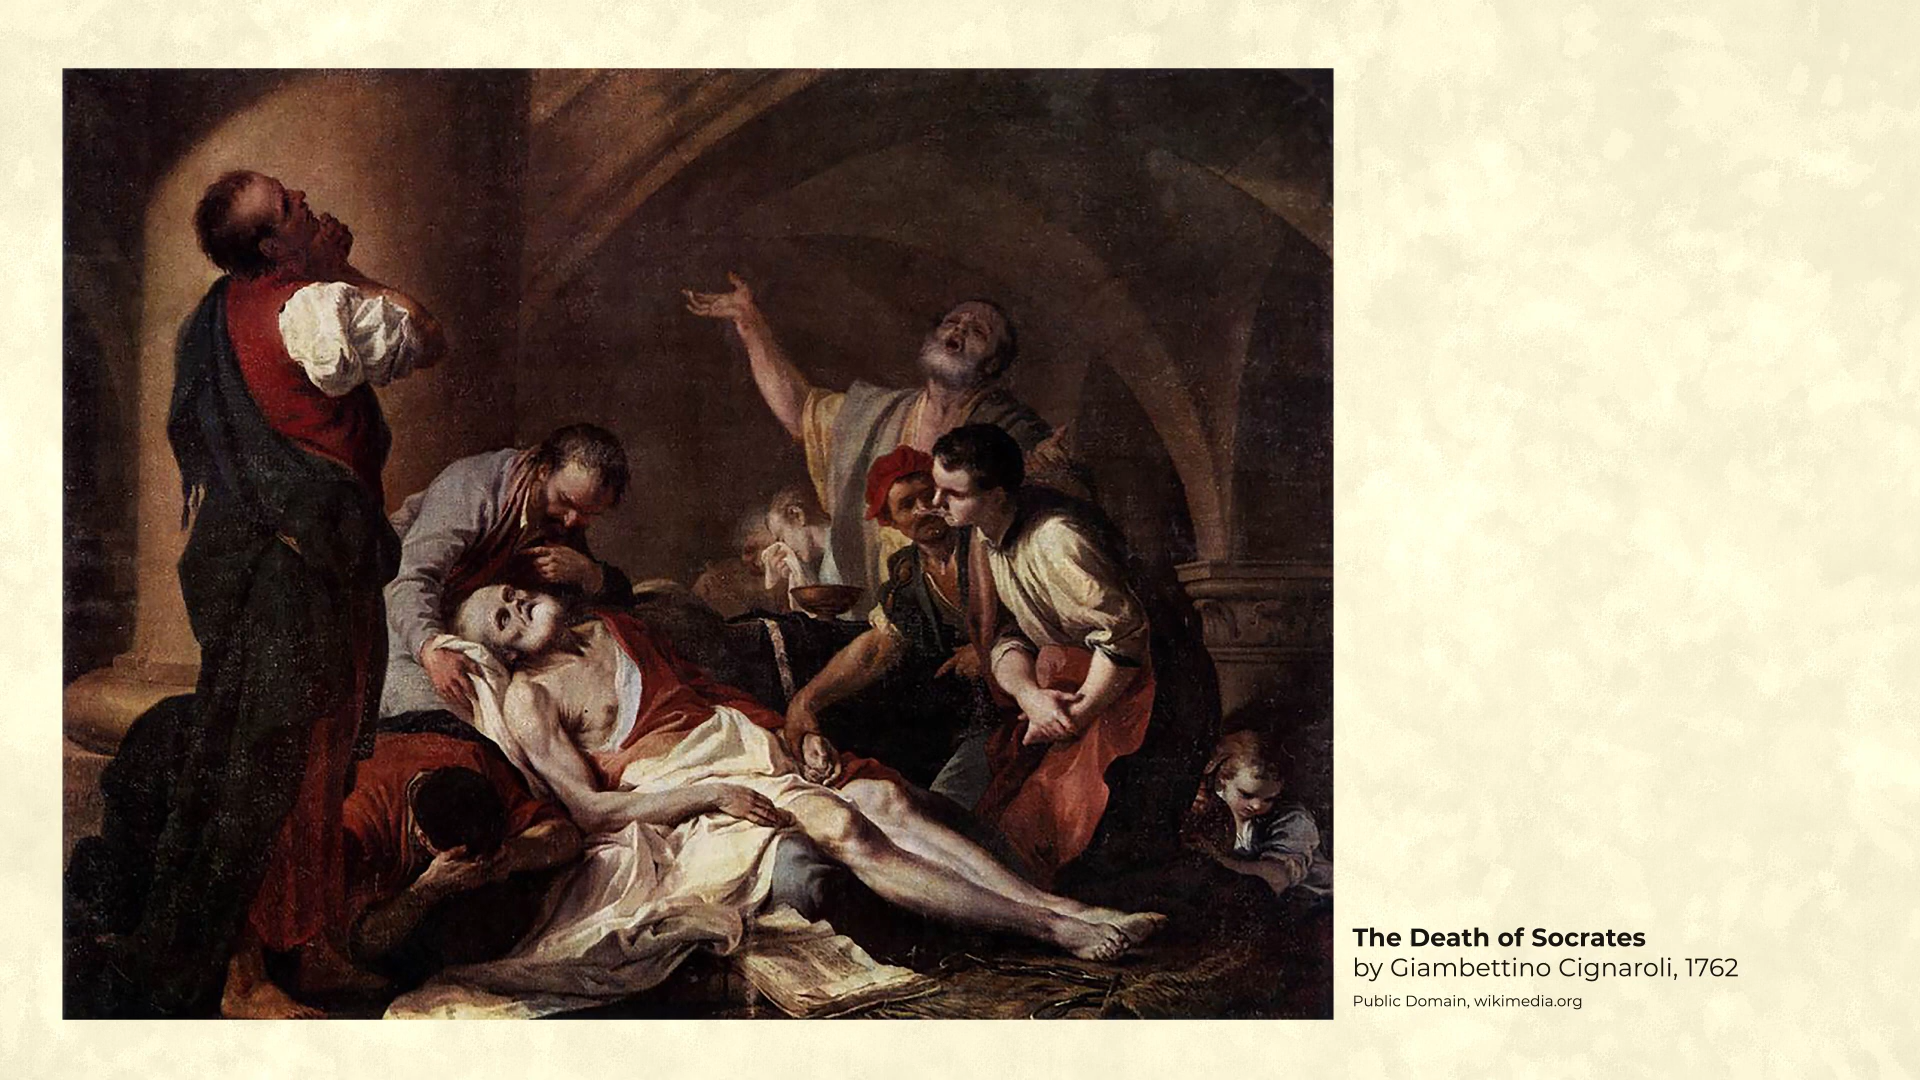 The Death of Socrates
by Giambettino Cignaroli, 1762
Public Domain, wikimedia.org